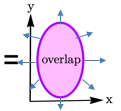 y
= overlap
x